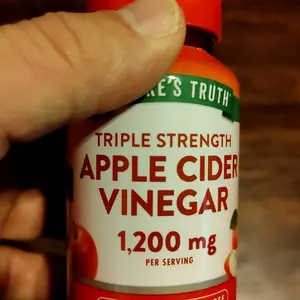 E'S TRUTH
TRIPLE STRENGTH
APPLE CIDER
VINEGAR
1,200 mg
PER SERVING